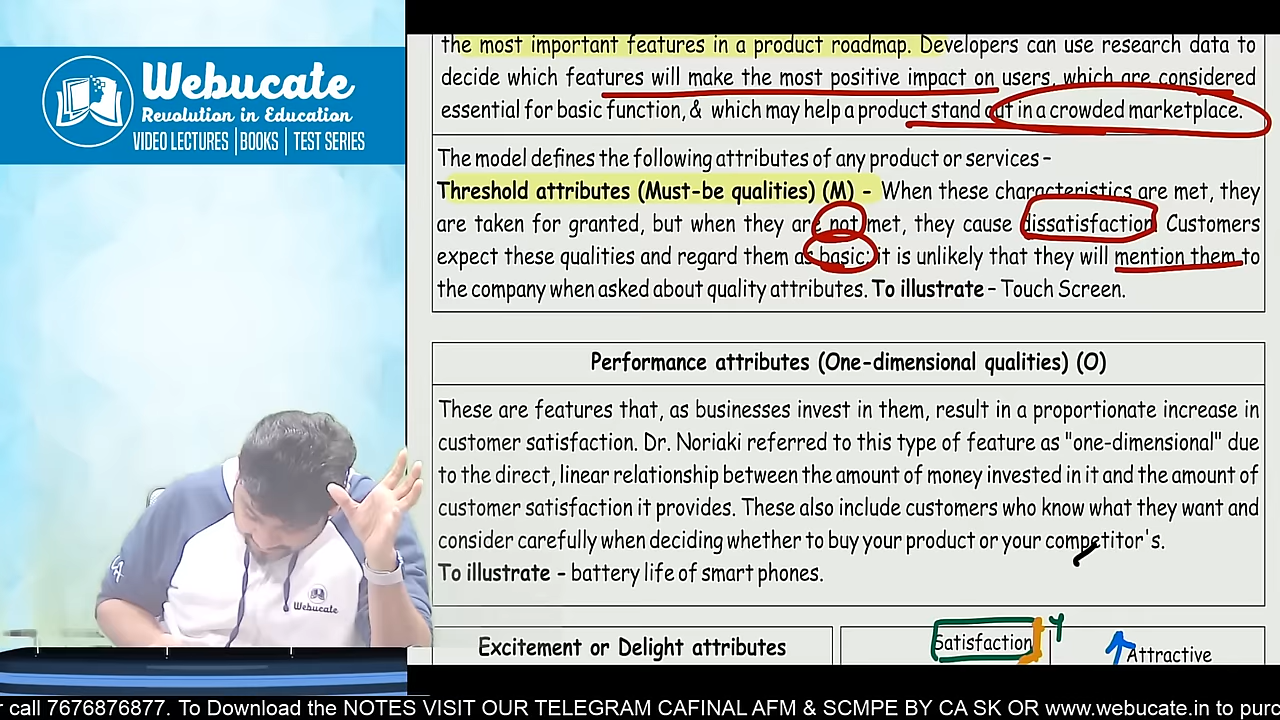 Webucate
Revolution in Education
VIDEO LECTURES | BOOKS | TEST SERIES
the most important features in a product roadmap. Developers can use research data to
decide which features will make the most positive impact on users, which are considered
essential for basic function, & which may help a product stand out in a crowded marketplace.
The model defines the following attributes of any product or services –
Threshold attributes (Must-be qualities) (M) - When these characteristics are met, they
are taken for granted, but when they are not met, they cause dissatisfaction. Customers
expect these qualities and regard them as basic; it is unlikely that they will mention them to
the company when asked about quality attributes. To illustrate – Touch Screen.
Performance attributes (One-dimensional qualities) (O)
These are features that, as businesses invest in them, result in a proportionate increase in
customer satisfaction. Dr. Noriaki referred to this type of feature as "one-dimensional" due
to the direct, linear relationship between the amount of money invested in it and the amount of
customer satisfaction it provides. These also include customers who know what they want and
consider carefully when deciding whether to buy your product or your competitor's.
To illustrate – battery life of smart phones.
Excitement or Delight attributes
Satisfaction Y
Attractive
CA
Webucate
r call 7676876877. To Download the NOTES VISIT OUR TELEGRAM CAFINAL AFM & SCMPE BY CA SK OR www.webucate.in to purc